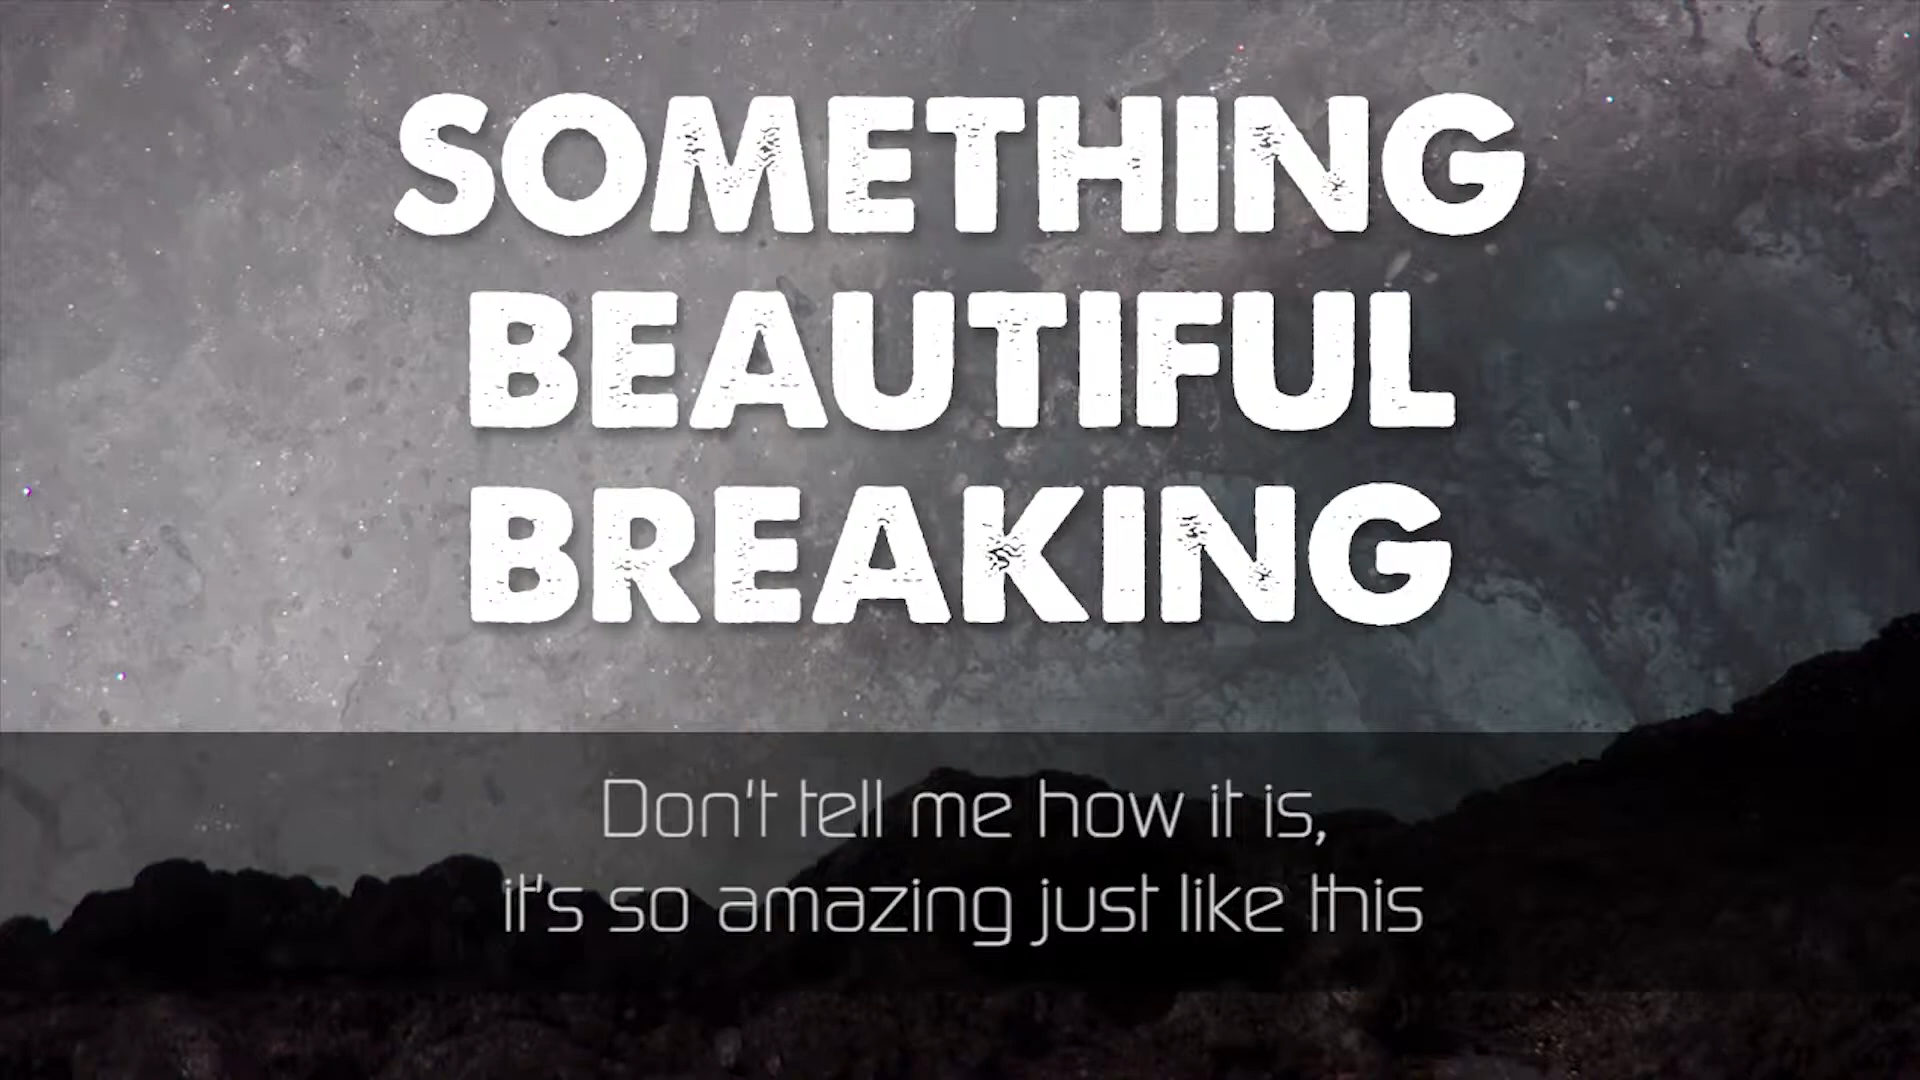 SOMETHING
BEAUTIFUL
BREAKING
Don't tell me how it is,
it's so amazing just like this